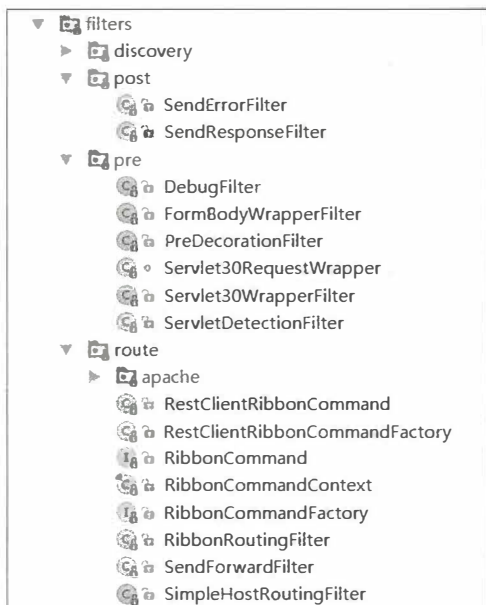 filters
discovery
post
SendErrorFilter
SendResponseFilter
pre
DebugFilter
FormBodyWrapperFilter
PreDecorationFilter
Servlet30RequestWrapper
Servlet30WrapperFilter
ServletDetectionFilter
route
apache
RestClientRibbonCommand
RestClientRibbonCommandFactory
RibbonCommand
RibbonCommandContext
RibbonCommandFactory
RibbonRoutingFilter
SendForwardFilter
SimpleHostRoutingFilter